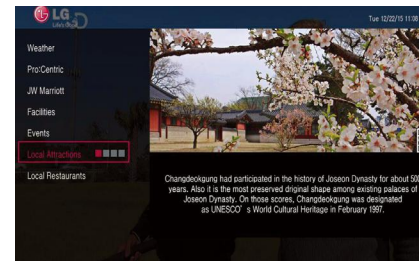 LG
Life's Good
Tue 12/22/15 11:08
Weather
Pro:Centric
JW Marriott
Facilities
Events
Local Attractions
Local Restaurants
Changdeokgung had participated in the history of Joseon Dynasty for about 500
years. Also it is the most preserved driginal shape among existing palaces of
Joseon Dynasty. On those scores, Changdeokgung was designated
as UNESCO's World Cultural Heritage in February 1997.